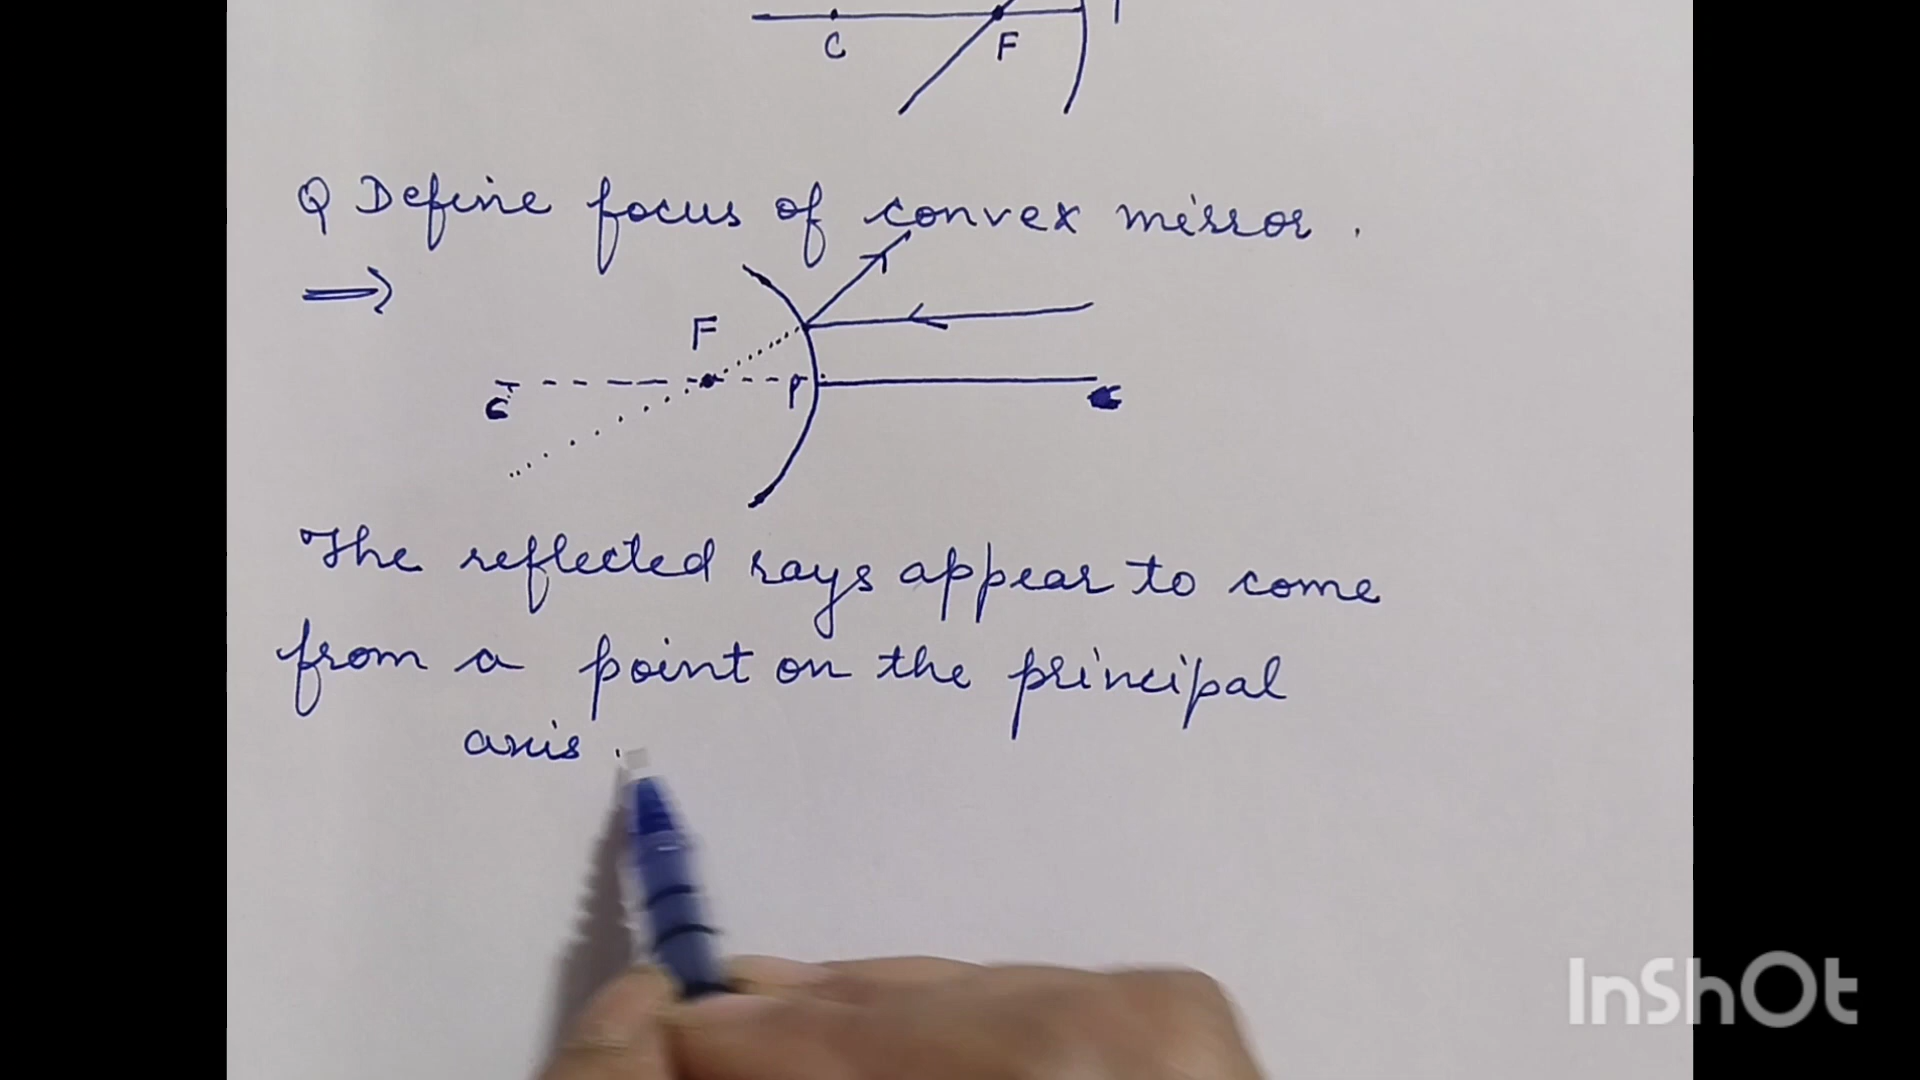 C F
Q Define focus of convex mirror.
F
C P
The reflected rays appear to come
from a point on the principal
axis.
InShOt